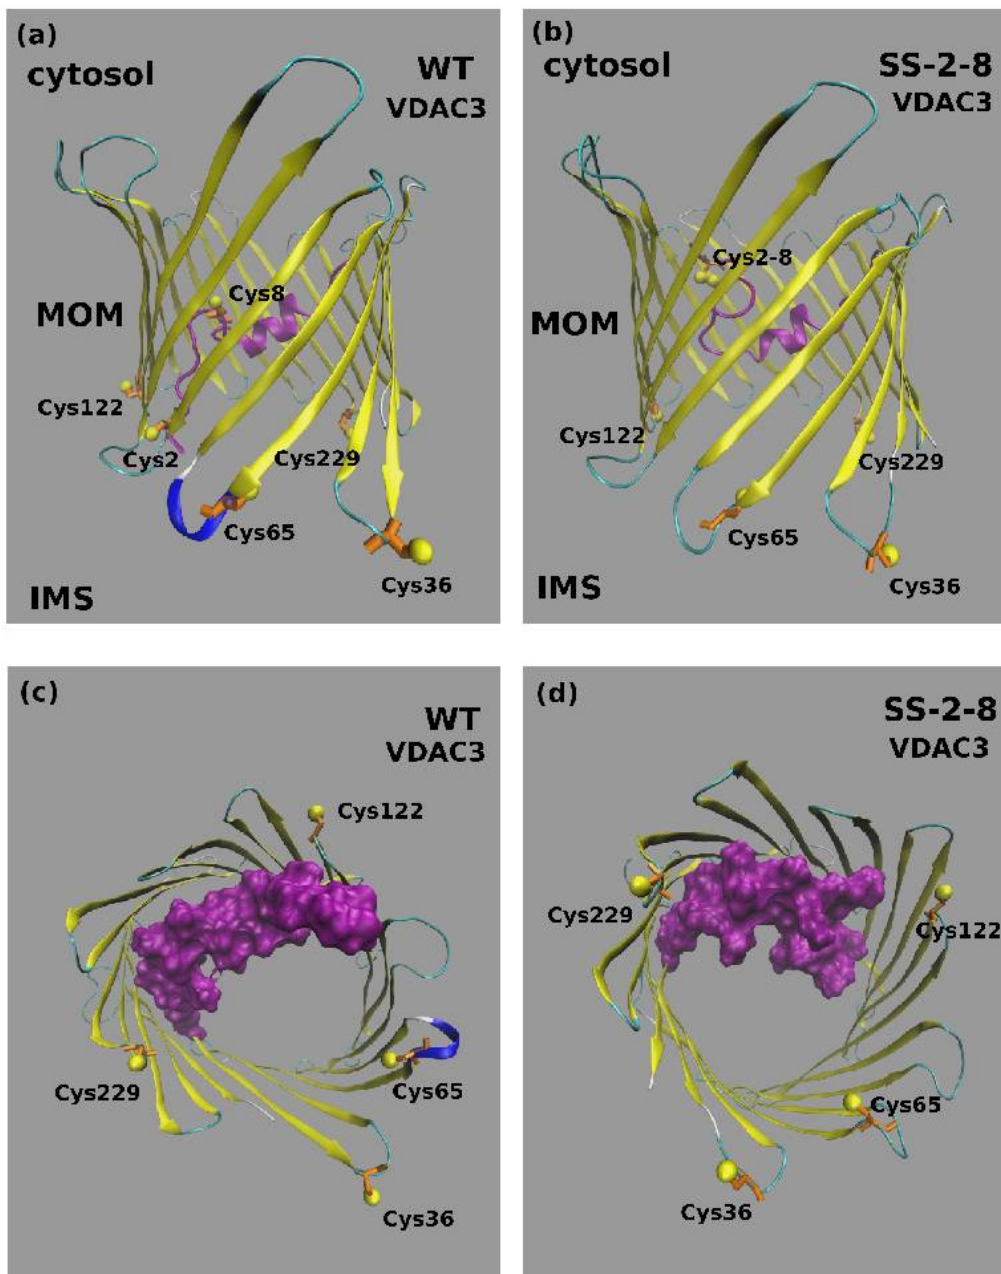 (a)
cytosol
WT
VDAC3
Cys8
MOM
Cys122
Cys2
Cys229
Cys65
Cys36
IMS
(b)
cytosol
SS-2-8
VDAC3
Cys2-8
MOM
Cys122
Cys229
Cys65
Cys36
IMS
(c)
WT
VDAC3
Cys122
Cys229
Cys65
Cys36
(d)
SS-2-8
VDAC3
Cys229
Cys122
Cys65
Cys36